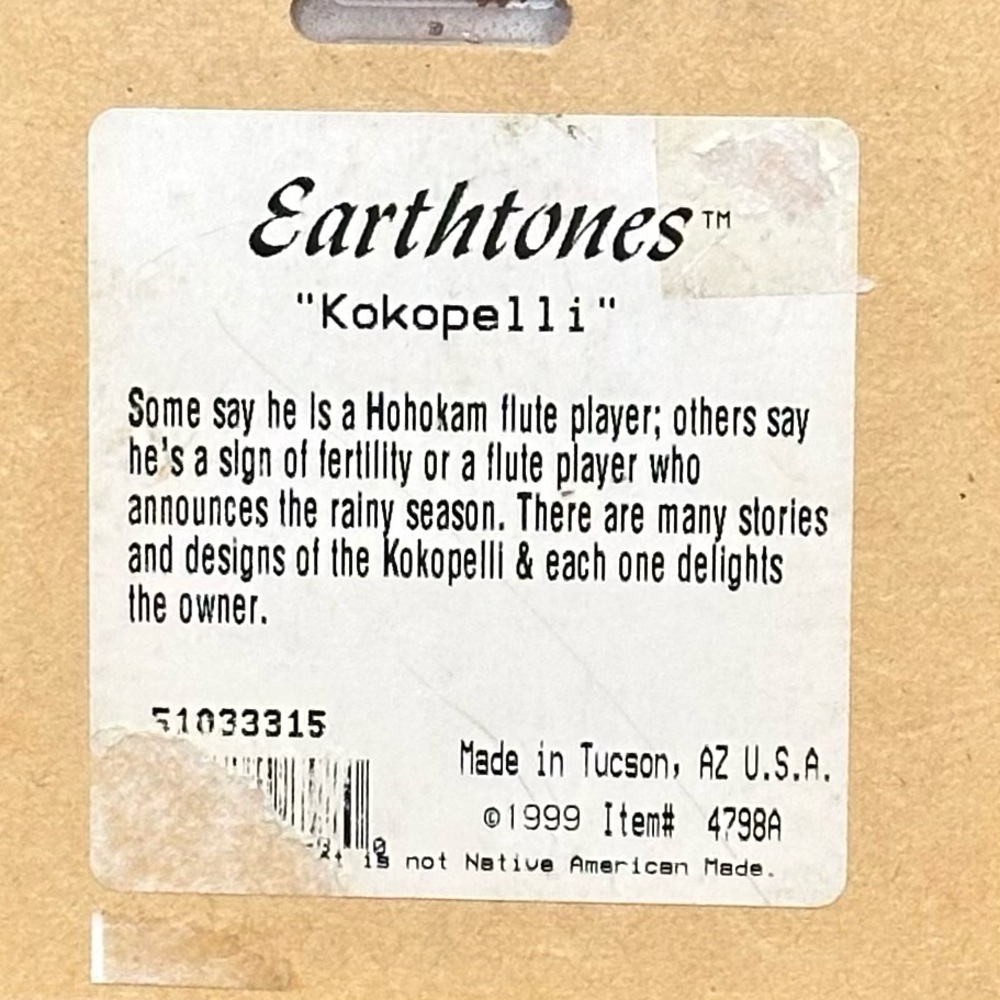 Earthtones™
"Kokopelli"
Some say he is a Hohokam flute player; others say
he's a sign of fertility or a flute player who
announces the rainy season. There are many stories
and designs of the Kokopelli & each one delights
the owner.
51033315
Made in Tucson, AZ U.S.A.
©1999 Item# 4798A
0
is not Native American Made.